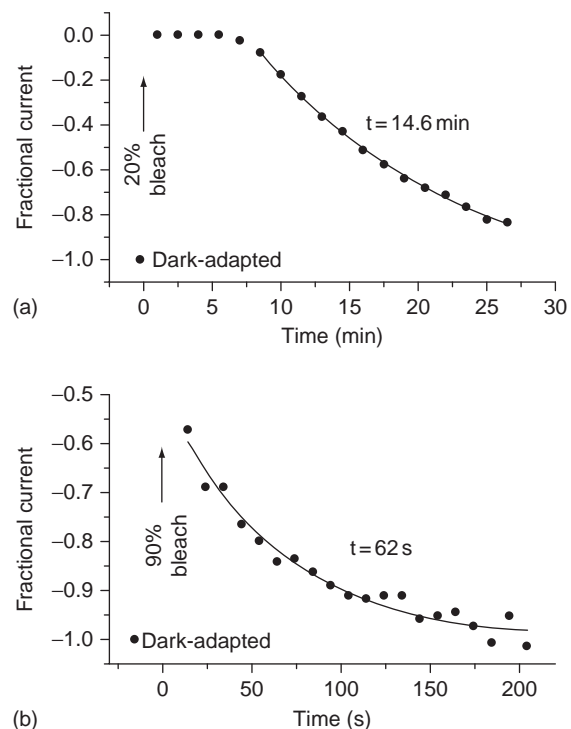 0.0
−0.2
−0.4
−0.6
−0.8
−1.0
Fractional current
20%
bleach
t = 14.6 min
Dark-adapted
0 5 10 15 20 25 30
(a)
Time (min)
−0.5
−0.6
−0.7
−0.8
−0.9
−1.0
Fractional current
90%
bleach
t = 62 s
Dark-adapted
0 50 100 150 200
(b)
Time (s)